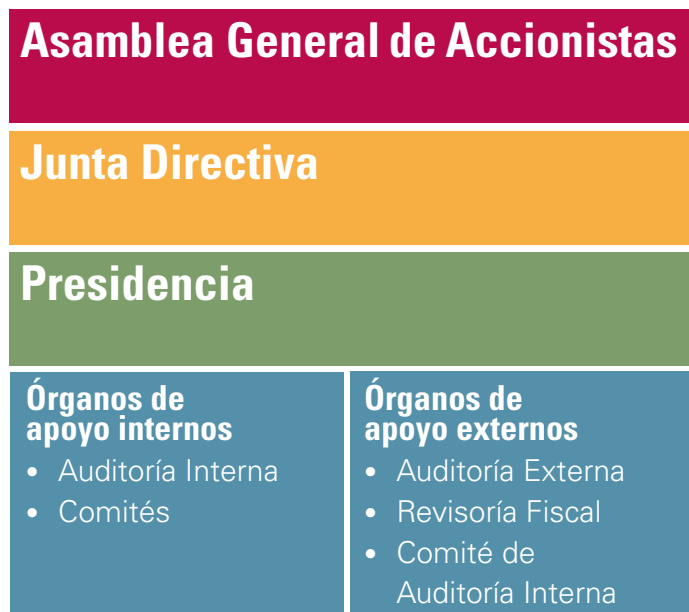 Asamblea General de Accionistas
Junta Directiva
Presidencia
Órganos de
apoyo internos
• Auditoría Interna
• Comités
Órganos de
apoyo externos
• Auditoría Externa
• Revisoría Fiscal
• Comité de
Auditoría Interna